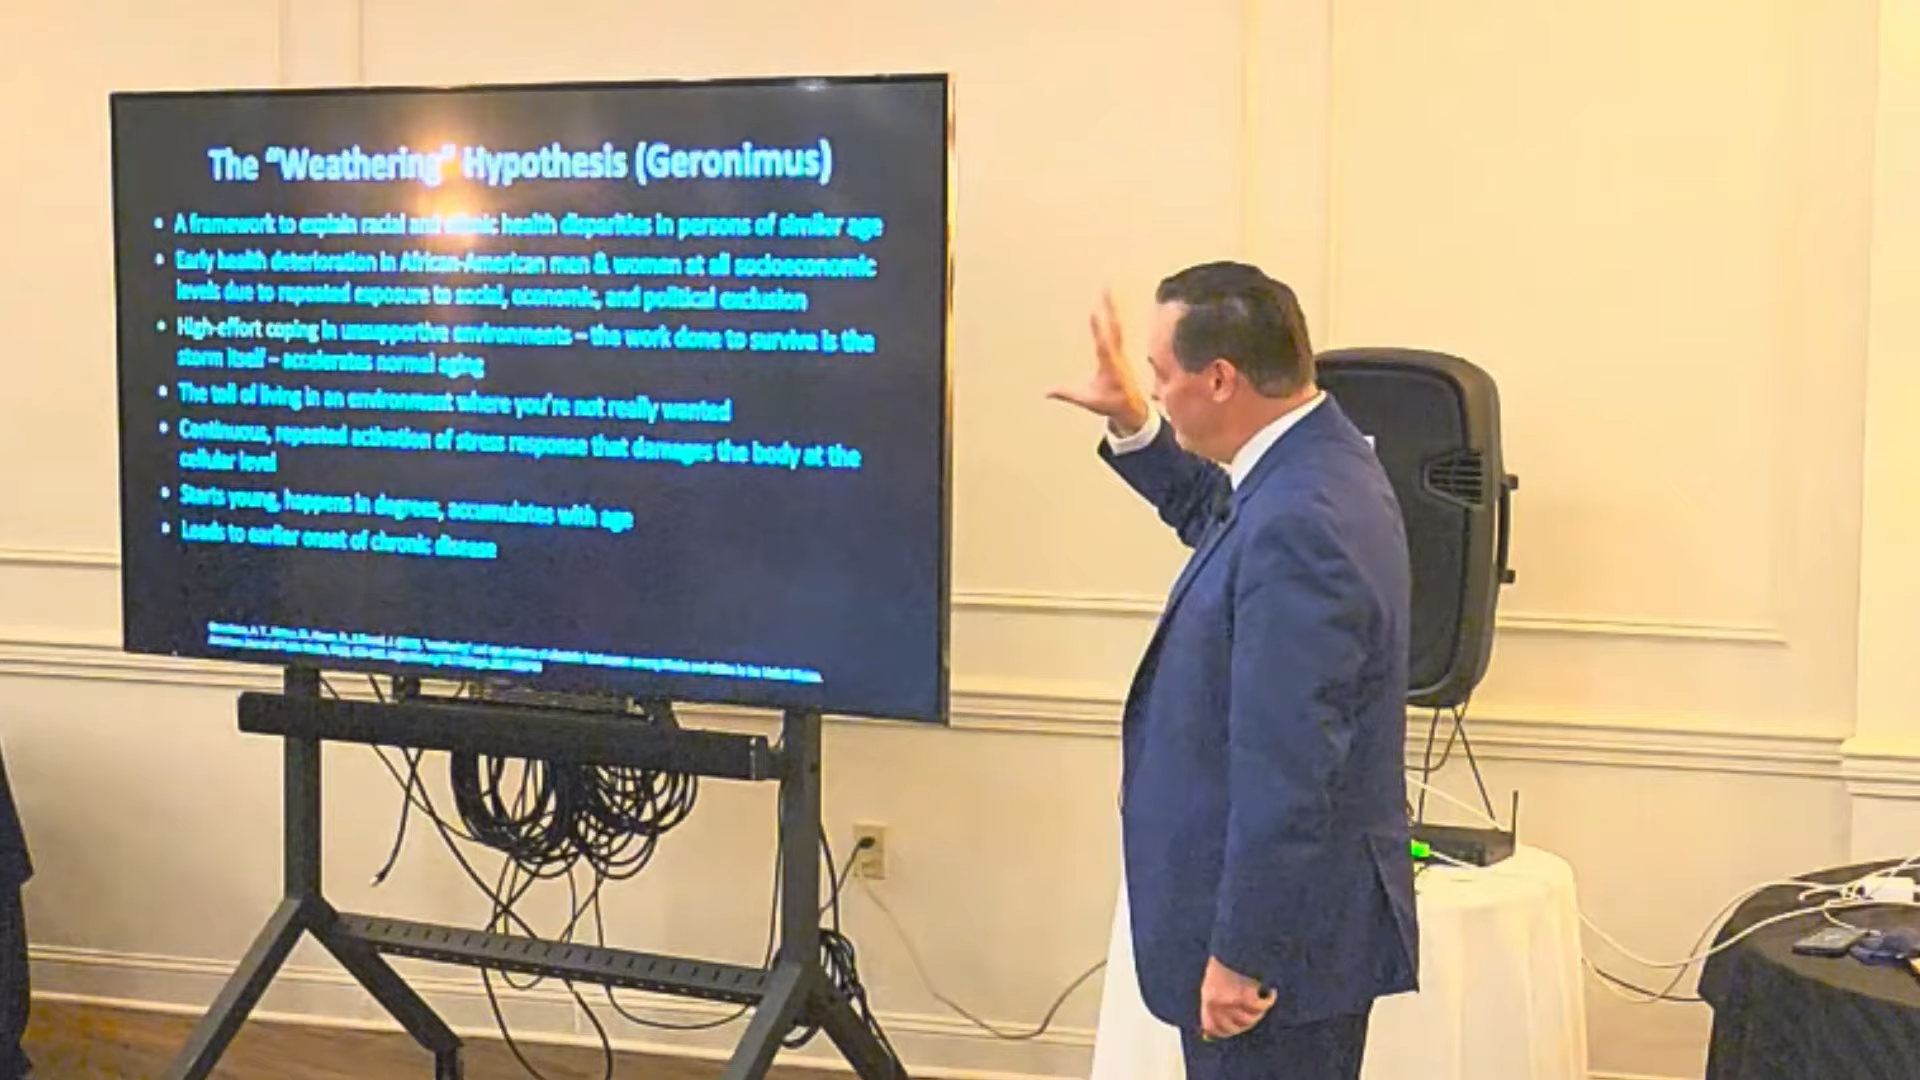 The "Weathering" Hypothesis (Geronimus)
• A framework to explain racial and ethnic health disparities in persons of similar age
• Early health deterioration in African-American men & women at all socioeconomic
levels due to repeated exposure to social, economic, and political exclusion
• High-effort coping in unsupportive environments – the work done to survive is the
storm itself – accelerates normal aging
• The toll of living in an environment where you're not really wanted
• Continuous, repeated activation of stress response that damages the body at the
cellular level
• Starts young, happens in degrees, accumulates with age
• Leads to earlier onset of chronic disease